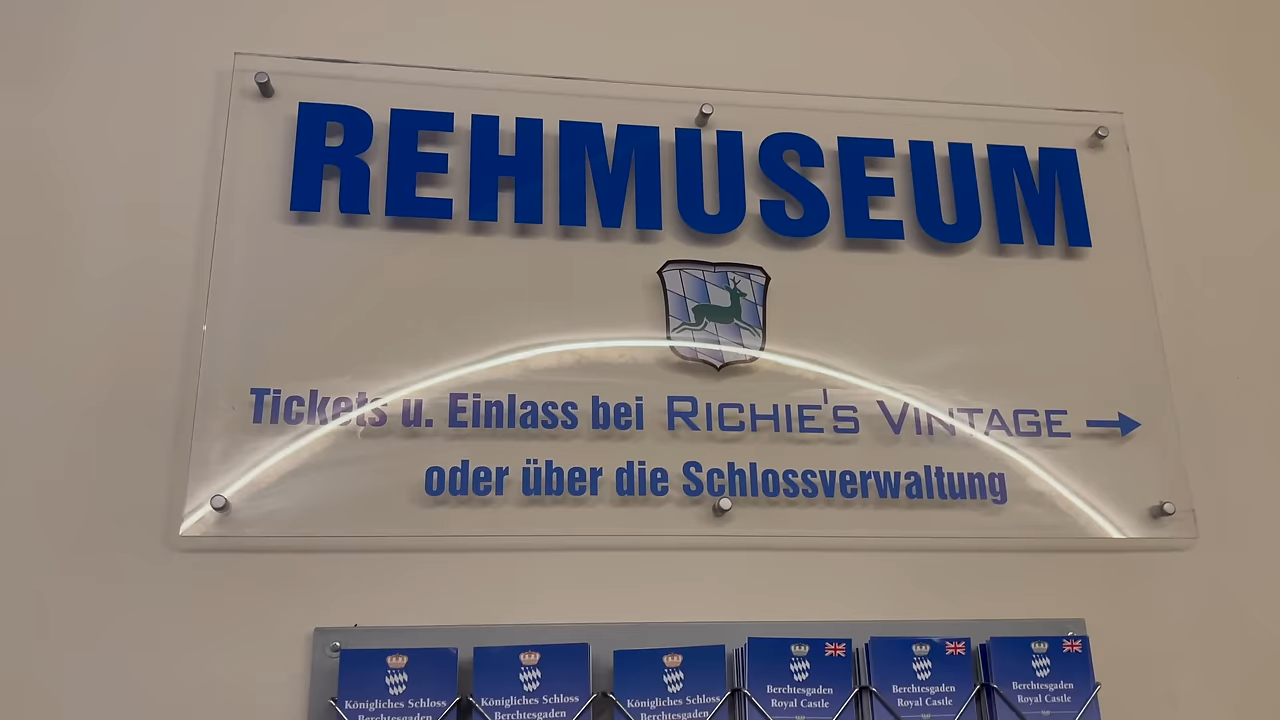 REHMUSEUM
Tickets u. Einlass bei RICHIE'S VINTAGE →
oder über die Schlossverwaltung
Königliches Schloss
Berchtesgaden
Königliches Schloss
Berchtesgaden
Königliches Schloss
Berchtesgaden
Berchtesgaden
Royal Castle
Berchtesgaden
Royal Castle
Berchtesgaden
Royal Castle